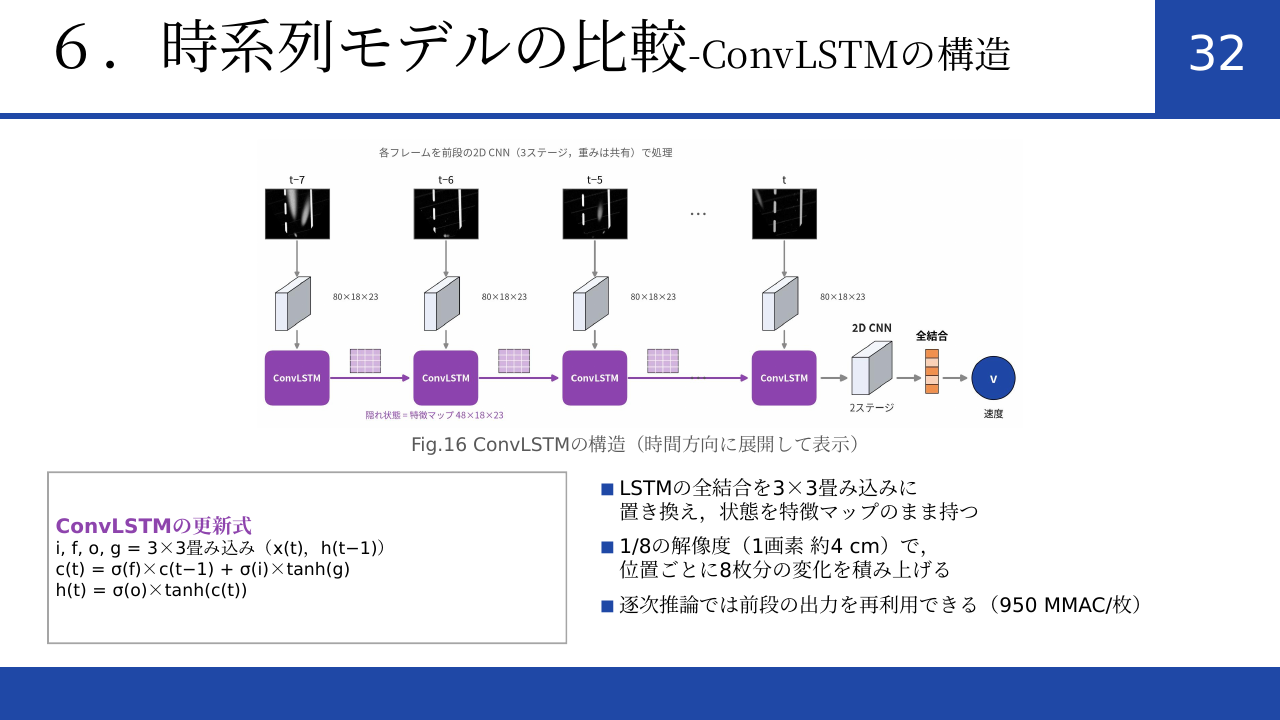 ６．時系列モデルの比較-ConvLSTMの構造
32
各フレームを前段の2D CNN（3ステージ，重みは共有）で処理
t−7 t−6 t−5 t
…
80×18×23 80×18×23 80×18×23 80×18×23
2D CNN 全結合
ConvLSTM ConvLSTM ConvLSTM ... ConvLSTM v
2ステージ 速度
隠れ状態 = 特徴マップ 48×18×23
Fig.16 ConvLSTMの構造（時間方向に展開して表示）
ConvLSTMの更新式
i, f, o, g = 3×3畳み込み（x(t)，h(t−1)）
c(t) = σ(f)×c(t−1) + σ(i)×tanh(g)
h(t) = σ(o)×tanh(c(t))
■ LSTMの全結合を3×3畳み込みに
置き換え，状態を特徴マップのまま持つ
■ 1/8の解像度（1画素 約4 cm）で，
位置ごとに8枚分の変化を積み上げる
■ 逐次推論では前段の出力を再利用できる（950 MMAC/枚）